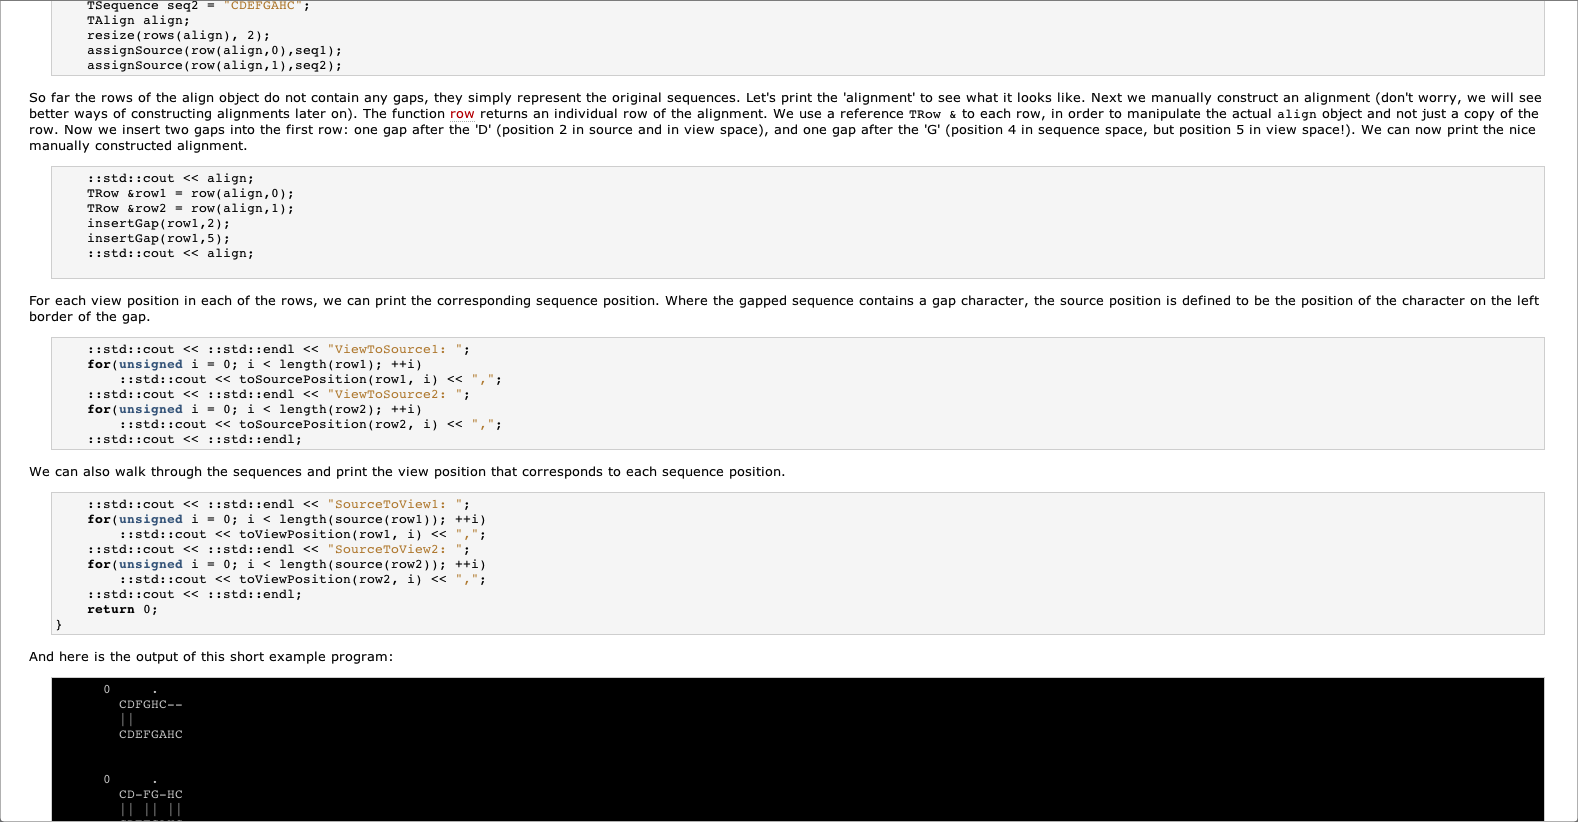 TSequence seq2 = "CDEFGAHC";
TAlign align;
resize(rows(align), 2);
assignSource(row(align,0),seq1);
assignSource(row(align,1),seq2);
So far the rows of the align object do not contain any gaps, they simply represent the original sequences. Let's print the 'alignment' to see what it looks like. Next we manually construct an alignment (don't worry, we will see
better ways of constructing alignments later on). The function row returns an individual row of the alignment. We use a reference TRow & to each row, in order to manipulate the actual align object and not just a copy of the
row. Now we insert two gaps into the first row: one gap after the 'D' (position 2 in source and in view space), and one gap after the 'G' (position 4 in sequence space, but position 5 in view space!). We can now print the nice
manually constructed alignment.
::std::cout << align;
TRow &row1 = row(align,0);
TRow &row2 = row(align,1);
insertGap(row1,2);
insertGap(row1,5);
::std::cout << align;
For each view position in each of the rows, we can print the corresponding sequence position. Where the gapped sequence contains a gap character, the source position is defined to be the position of the character on the left
border of the gap.
::std::cout << ::std::endl << "ViewToSource1: ";
for(unsigned i = 0; i < length(row1); ++i)
::std::cout << toSourcePosition(row1, i) << ",";
::std::cout << ::std::endl << "ViewToSource2: ";
for(unsigned i = 0; i < length(row2); ++i)
::std::cout << toSourcePosition(row2, i) << ",";
::std::cout << ::std::endl;
We can also walk through the sequences and print the view position that corresponds to each sequence position.
::std::cout << ::std::endl << "SourceToView1: ";
for(unsigned i = 0; i < length(source(row1)); ++i)
::std::cout << toViewPosition(row1, i) << ",";
::std::cout << ::std::endl << "SourceToView2: ";
for(unsigned i = 0; i < length(source(row2)); ++i)
::std::cout << toViewPosition(row2, i) << ",";
::std::cout << ::std::endl;
return 0;
}
And here is the output of this short example program:
0 .
CDFGHC--
||
CDEFGAHC
0 .
CD-FG-HC
|| || ||